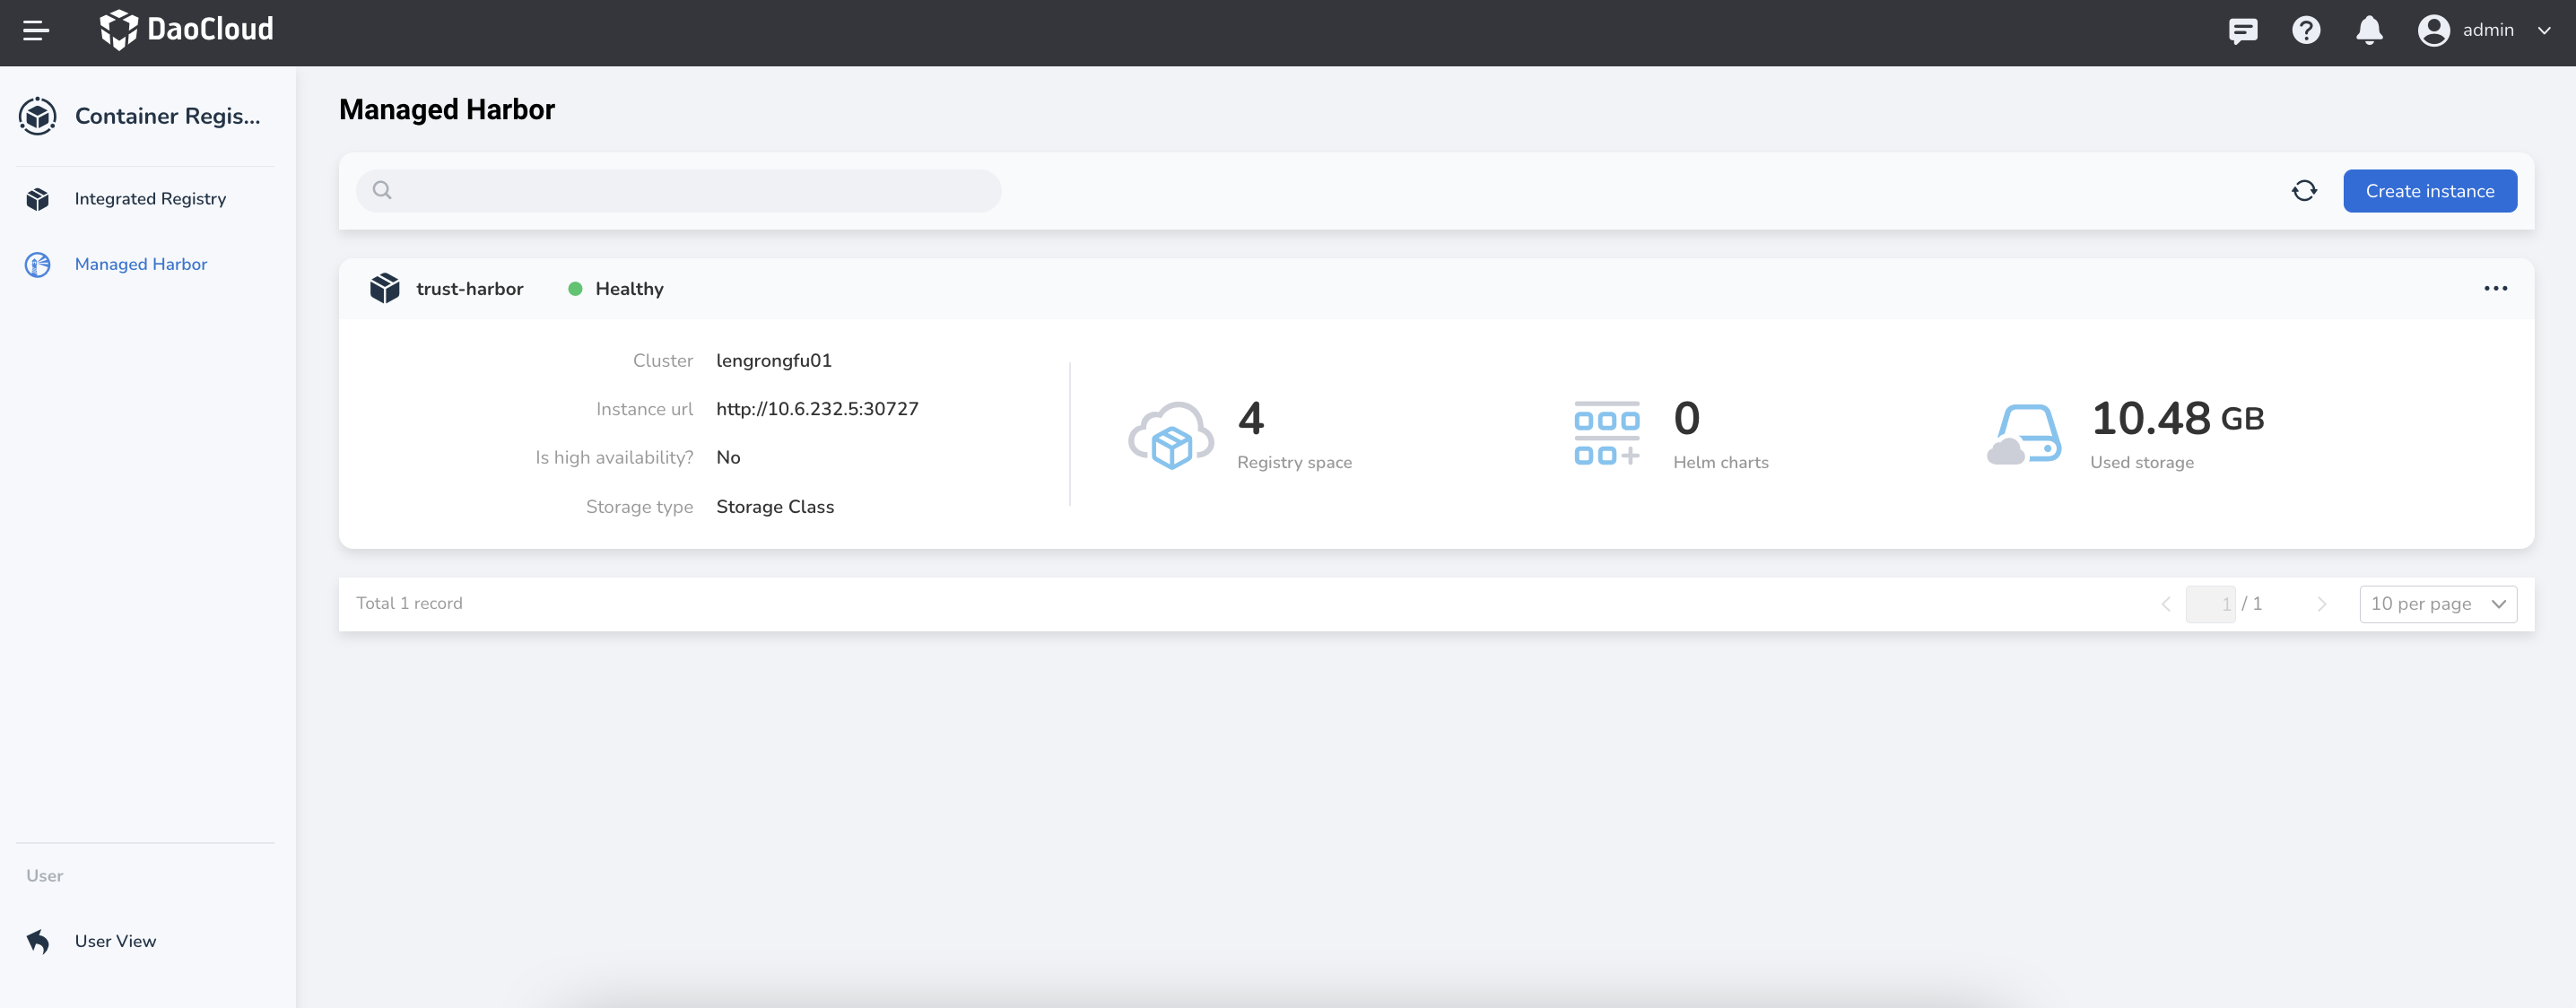 DaoCloud
admin
Container Regis...
Integrated Registry
Managed Harbor
User
User View
Managed Harbor
Create instance
trust-harbor
Healthy
Cluster lengrongfu01
Instance url http://10.6.232.5:30727
Is high availability? No
Storage type Storage Class
4
Registry space
0
Helm charts
10.48 GB
Used storage
Total 1 record
1 / 1
10 per page